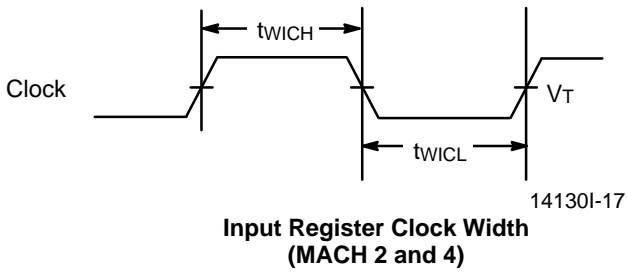 tWICH
Clock
VT
tWICL
14130I-17
Input Register Clock Width
(MACH 2 and 4)